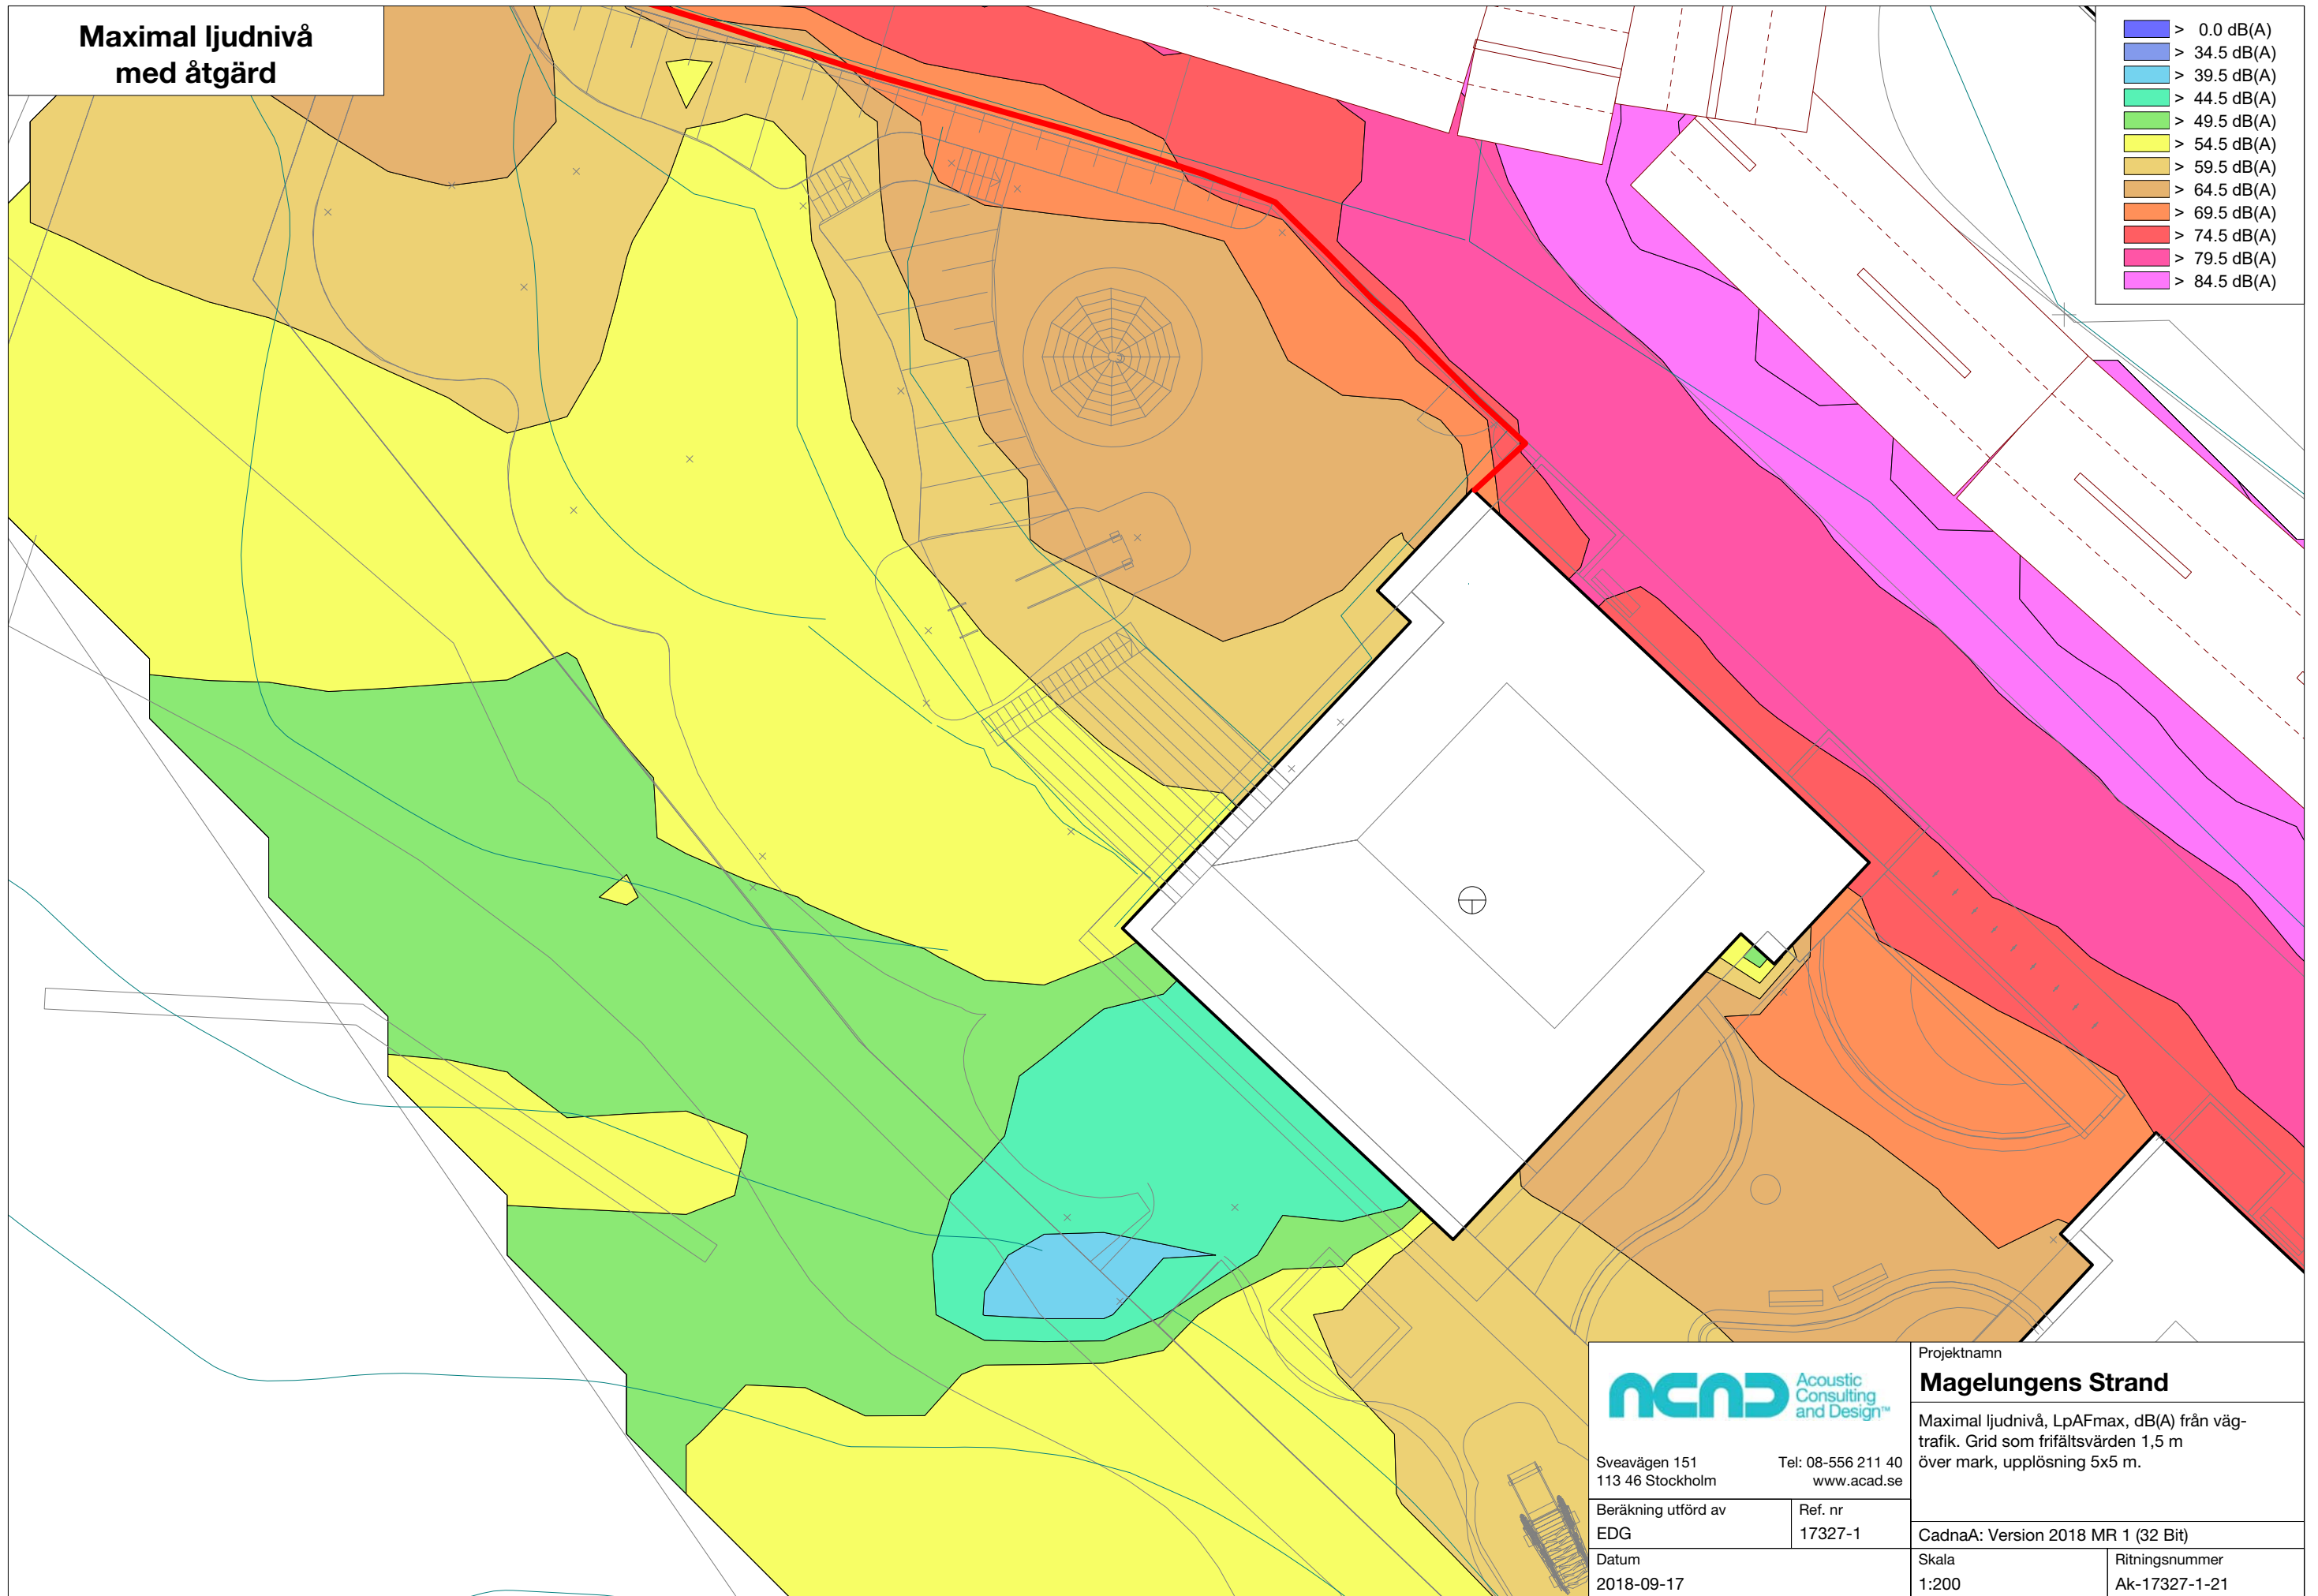 Maximal ljudnivå
med åtgärd
> 0.0 dB(A)
> 34.5 dB(A)
> 39.5 dB(A)
> 44.5 dB(A)
> 49.5 dB(A)
> 54.5 dB(A)
> 59.5 dB(A)
> 64.5 dB(A)
> 69.5 dB(A)
> 74.5 dB(A)
> 79.5 dB(A)
> 84.5 dB(A)
ACAD
Acoustic
Consulting
and Design™
Sveavägen 151 Tel: 08-556 211 40
113 46 Stockholm www.acad.se
Beräkning utförd av
EDG
Ref. nr
17327-1
Datum
2018-09-17
Projektnamn
Magelungens Strand
Maximal ljudnivå, LpAFmax, dB(A) från väg-
trafik. Grid som frifältsvärden 1,5 m
över mark, upplösning 5x5 m.
CadnaA: Version 2018 MR 1 (32 Bit)
Skala
1:200
Ritningsnummer
Ak-17327-1-21